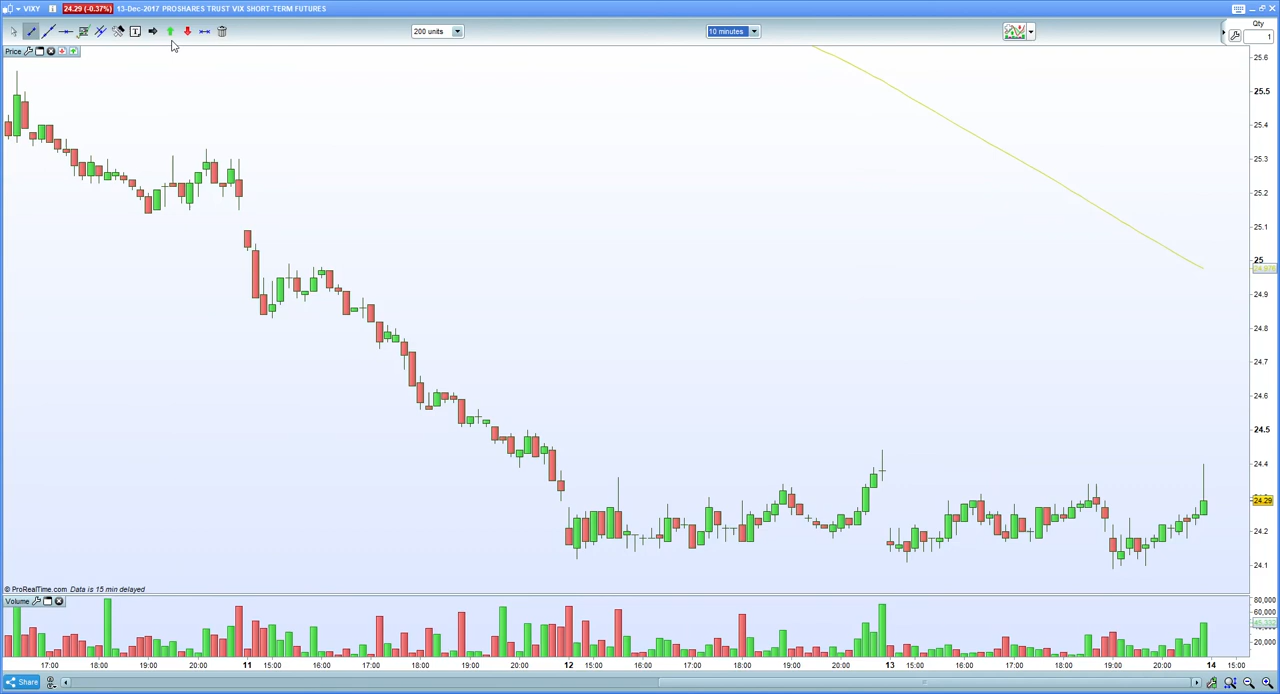 VIXY 24.29 (-0.37%) 13-Dec-2017 PROSHARES TRUST VIX SHORT-TERM FUTURES
200 units
10 minutes
Qty
1
Price
25.6
25.5
25.4
25.3
25.2
25.1
25
24.978
24.9
24.8
24.7
24.6
24.5
24.4
24.29
24.2
24.1
© ProRealTime.com Data is 15 min delayed
Volume
80,000
60,000
45,332
20,000
17:00 18:00 19:00 20:00 11 15:00 16:00 17:00 18:00 19:00 20:00 12 15:00 16:00 17:00 18:00 19:00 20:00 13 15:00 16:00 17:00 18:00 19:00 20:00 14 15:00
Share